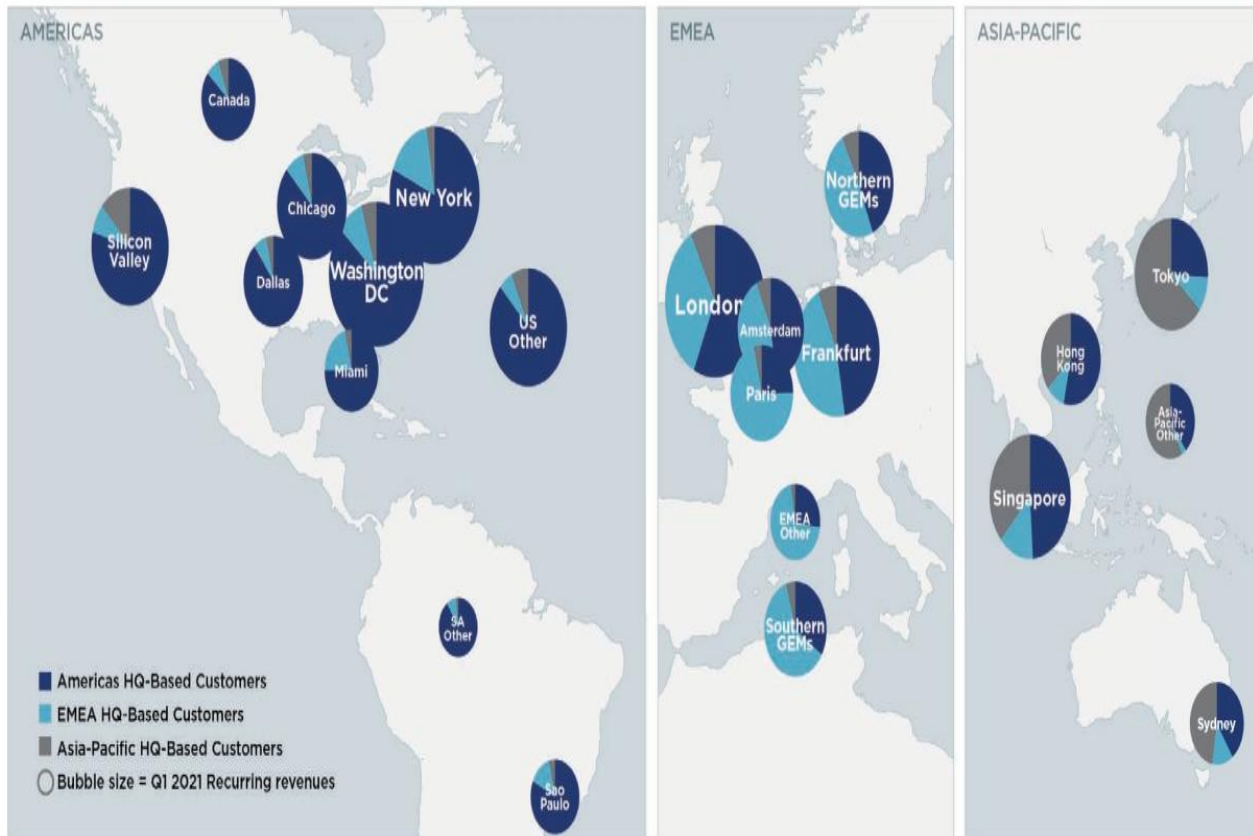 AMERICAS
Canada
New York
Chicago
Silicon
Valley
Dallas
Washington
DC
US
Other
Miami
SA
Other
Sao
Paulo
Americas HQ-Based Customers
EMEA HQ-Based Customers
Asia-Pacific HQ-Based Customers
Bubble size = Q1 2021 Recurring revenues
EMEA
Northern
GEMs
London
Amsterdam
Frankfurt
Paris
EMEA
Other
Southern
GEMs
ASIA-PACIFIC
Tokyo
Hong
Kong
Asia-
Pacific
Other
Singapore
Sydney